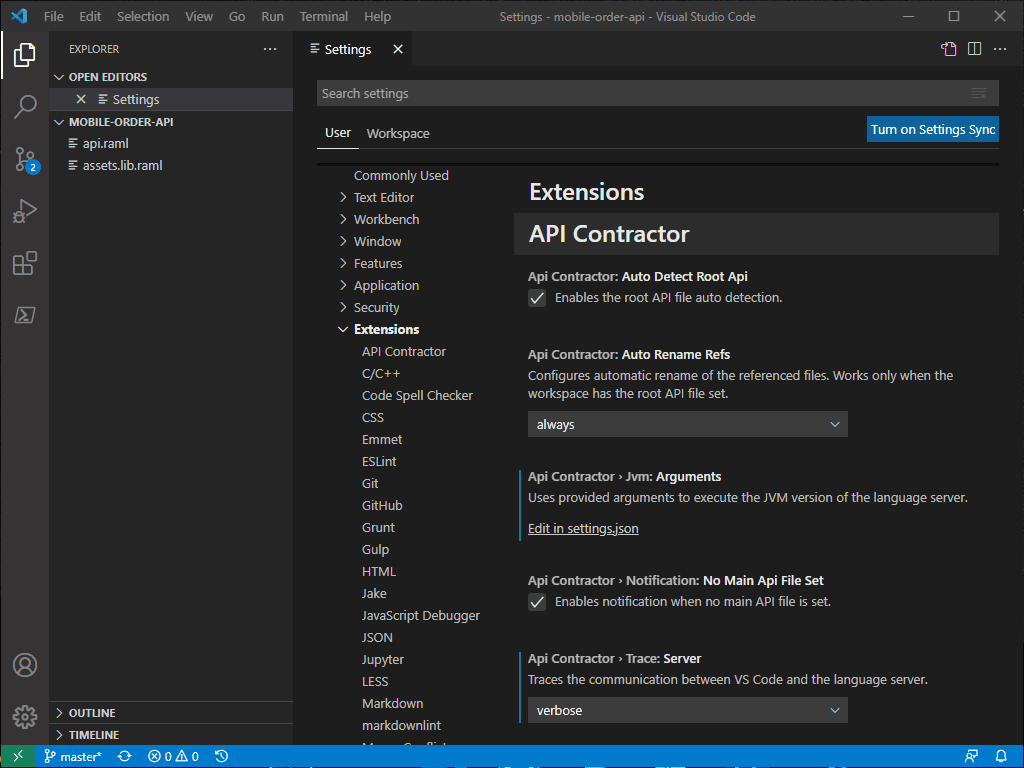 File Edit Selection View Go Run Terminal Help
Settings - mobile-order-api - Visual Studio Code
EXPLORER
OPEN EDITORS
Settings
MOBILE-ORDER-API
api.raml
assets.lib.raml
OUTLINE
TIMELINE
2
Settings
Search settings
User Workspace
Turn on Settings Sync
Commonly Used
Text Editor
Workbench
Window
Features
Application
Security
Extensions
API Contractor
C/C++
Code Spell Checker
CSS
Emmet
ESLint
Git
GitHub
Grunt
Gulp
HTML
Jake
JavaScript Debugger
JSON
Jupyter
LESS
Markdown
markdownlint
Extensions
API Contractor
Api Contractor: Auto Detect Root Api
Enables the root API file auto detection.
Api Contractor: Auto Rename Refs
Configures automatic rename of the referenced files. Works only when the
workspace has the root API file set.
always
Api Contractor › Jvm: Arguments
Uses provided arguments to execute the JVM version of the language server.
Edit in settings.json
Api Contractor › Notification: No Main Api File Set
Enables notification when no main API file is set.
Api Contractor › Trace: Server
Traces the communication between VS Code and the language server.
verbose
master* 0 0